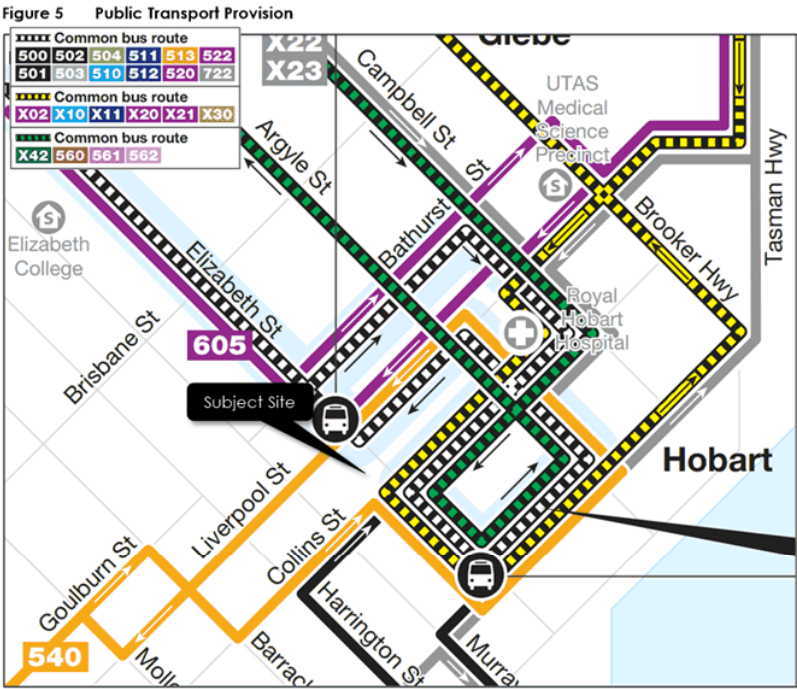 Figure 5 Public Transport Provision
Common bus route
500 502 504 511 513 522
501 503 510 512 520 722
Common bus route
X02 X10 X11 X20 X21 X30
Common bus route
X42 560 561 562
X22
X23
Glebe
Campbell St
UTAS
Medical
Science
Precinct
Argyle St
St
Bathurst
Tasman Hwy
Brooker Hwy
S
S
Elizabeth
College
Elizabeth St
Brisbane St
Royal
Hobart
Hospital
605
Subject Site
Hobart
Liverpool St
Collins St
Goulburn St
Harrington St
540
Molle
Barrac
Murray